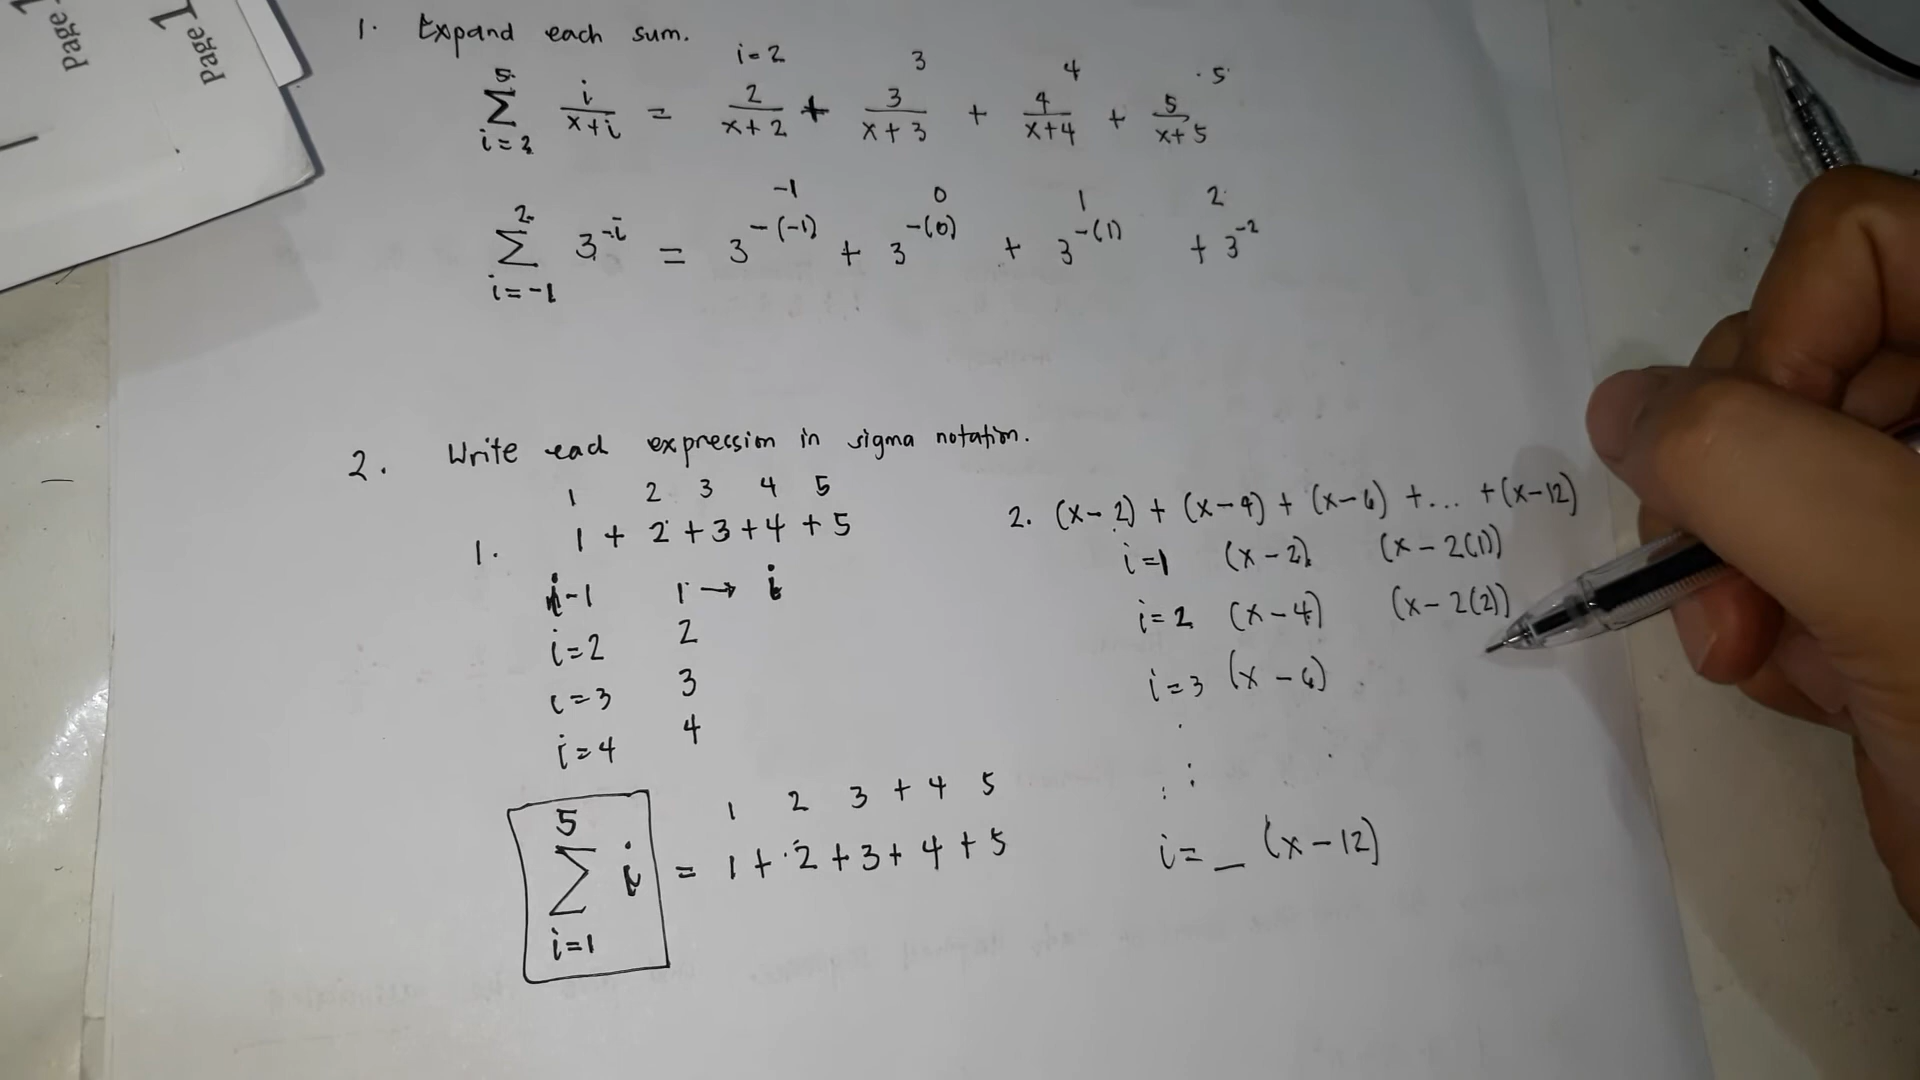 Page 1
Page 1
1. Expand each sum.
i=2 3 4 5
5
∑ i/(x+i) = 2/(x+2) + 3/(x+3) + 4/(x+4) + 5/(x+5)
i=2
-1 0 1 2
2
∑ 3^-i = 3^-(-1) + 3^-(0) + 3^-(1) + 3^-2
i=-1
2. Write each expression in sigma notation.
1 2 3 4 5
1. 1 + 2 + 3 + 4 + 5
i-1 1 → i
i=2 2
i=3 3
i=4 4
1 2 3 + 4 5
5
∑ i = 1 + 2 + 3 + 4 + 5
i=1
2. (x-2) + (x-4) + (x-6) + ... + (x-12)
i=1 (x-2) (x-2(1))
i=2 (x-4) (x-2(2))
i=3 (x-6)
i=_ (x-12)